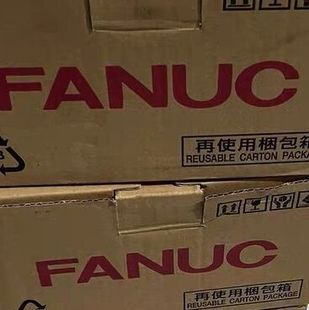 FANUC
再使用梱包箱
REUSABLE CARTON PACKAGE
FANUC
再使用梱包箱
REUSABLE CARTON PACKAGE